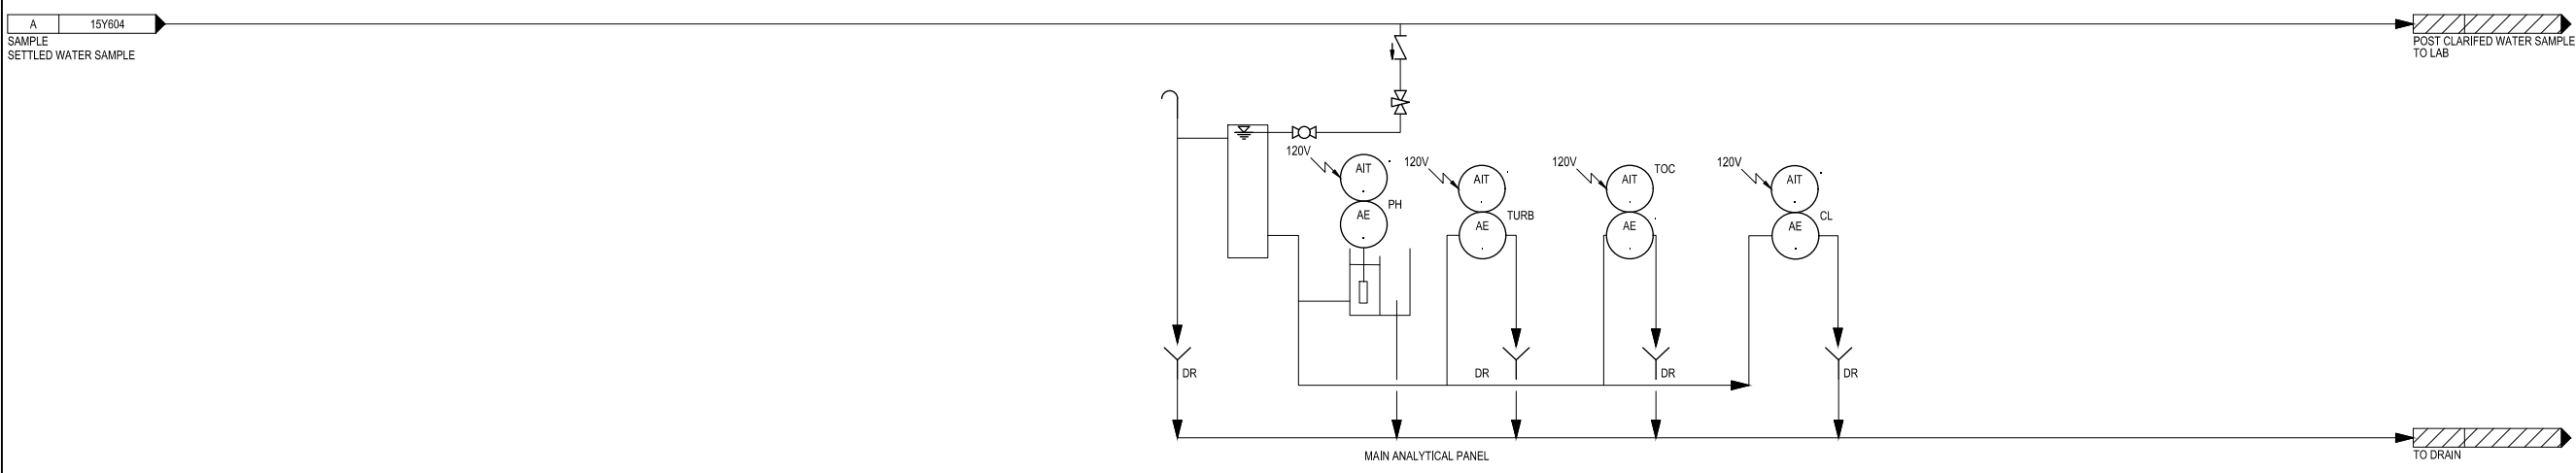 A 15Y604
SAMPLE
SETTLED WATER SAMPLE
POST CLARIFED WATER SAMPLE
TO LAB
120V
AIT
AE
PH
120V
AIT
AE
TURB
120V
AIT
TOC
AE
120V
AIT
AE
CL
DR
DR
DR
DR
MAIN ANALYTICAL PANEL
TO DRAIN